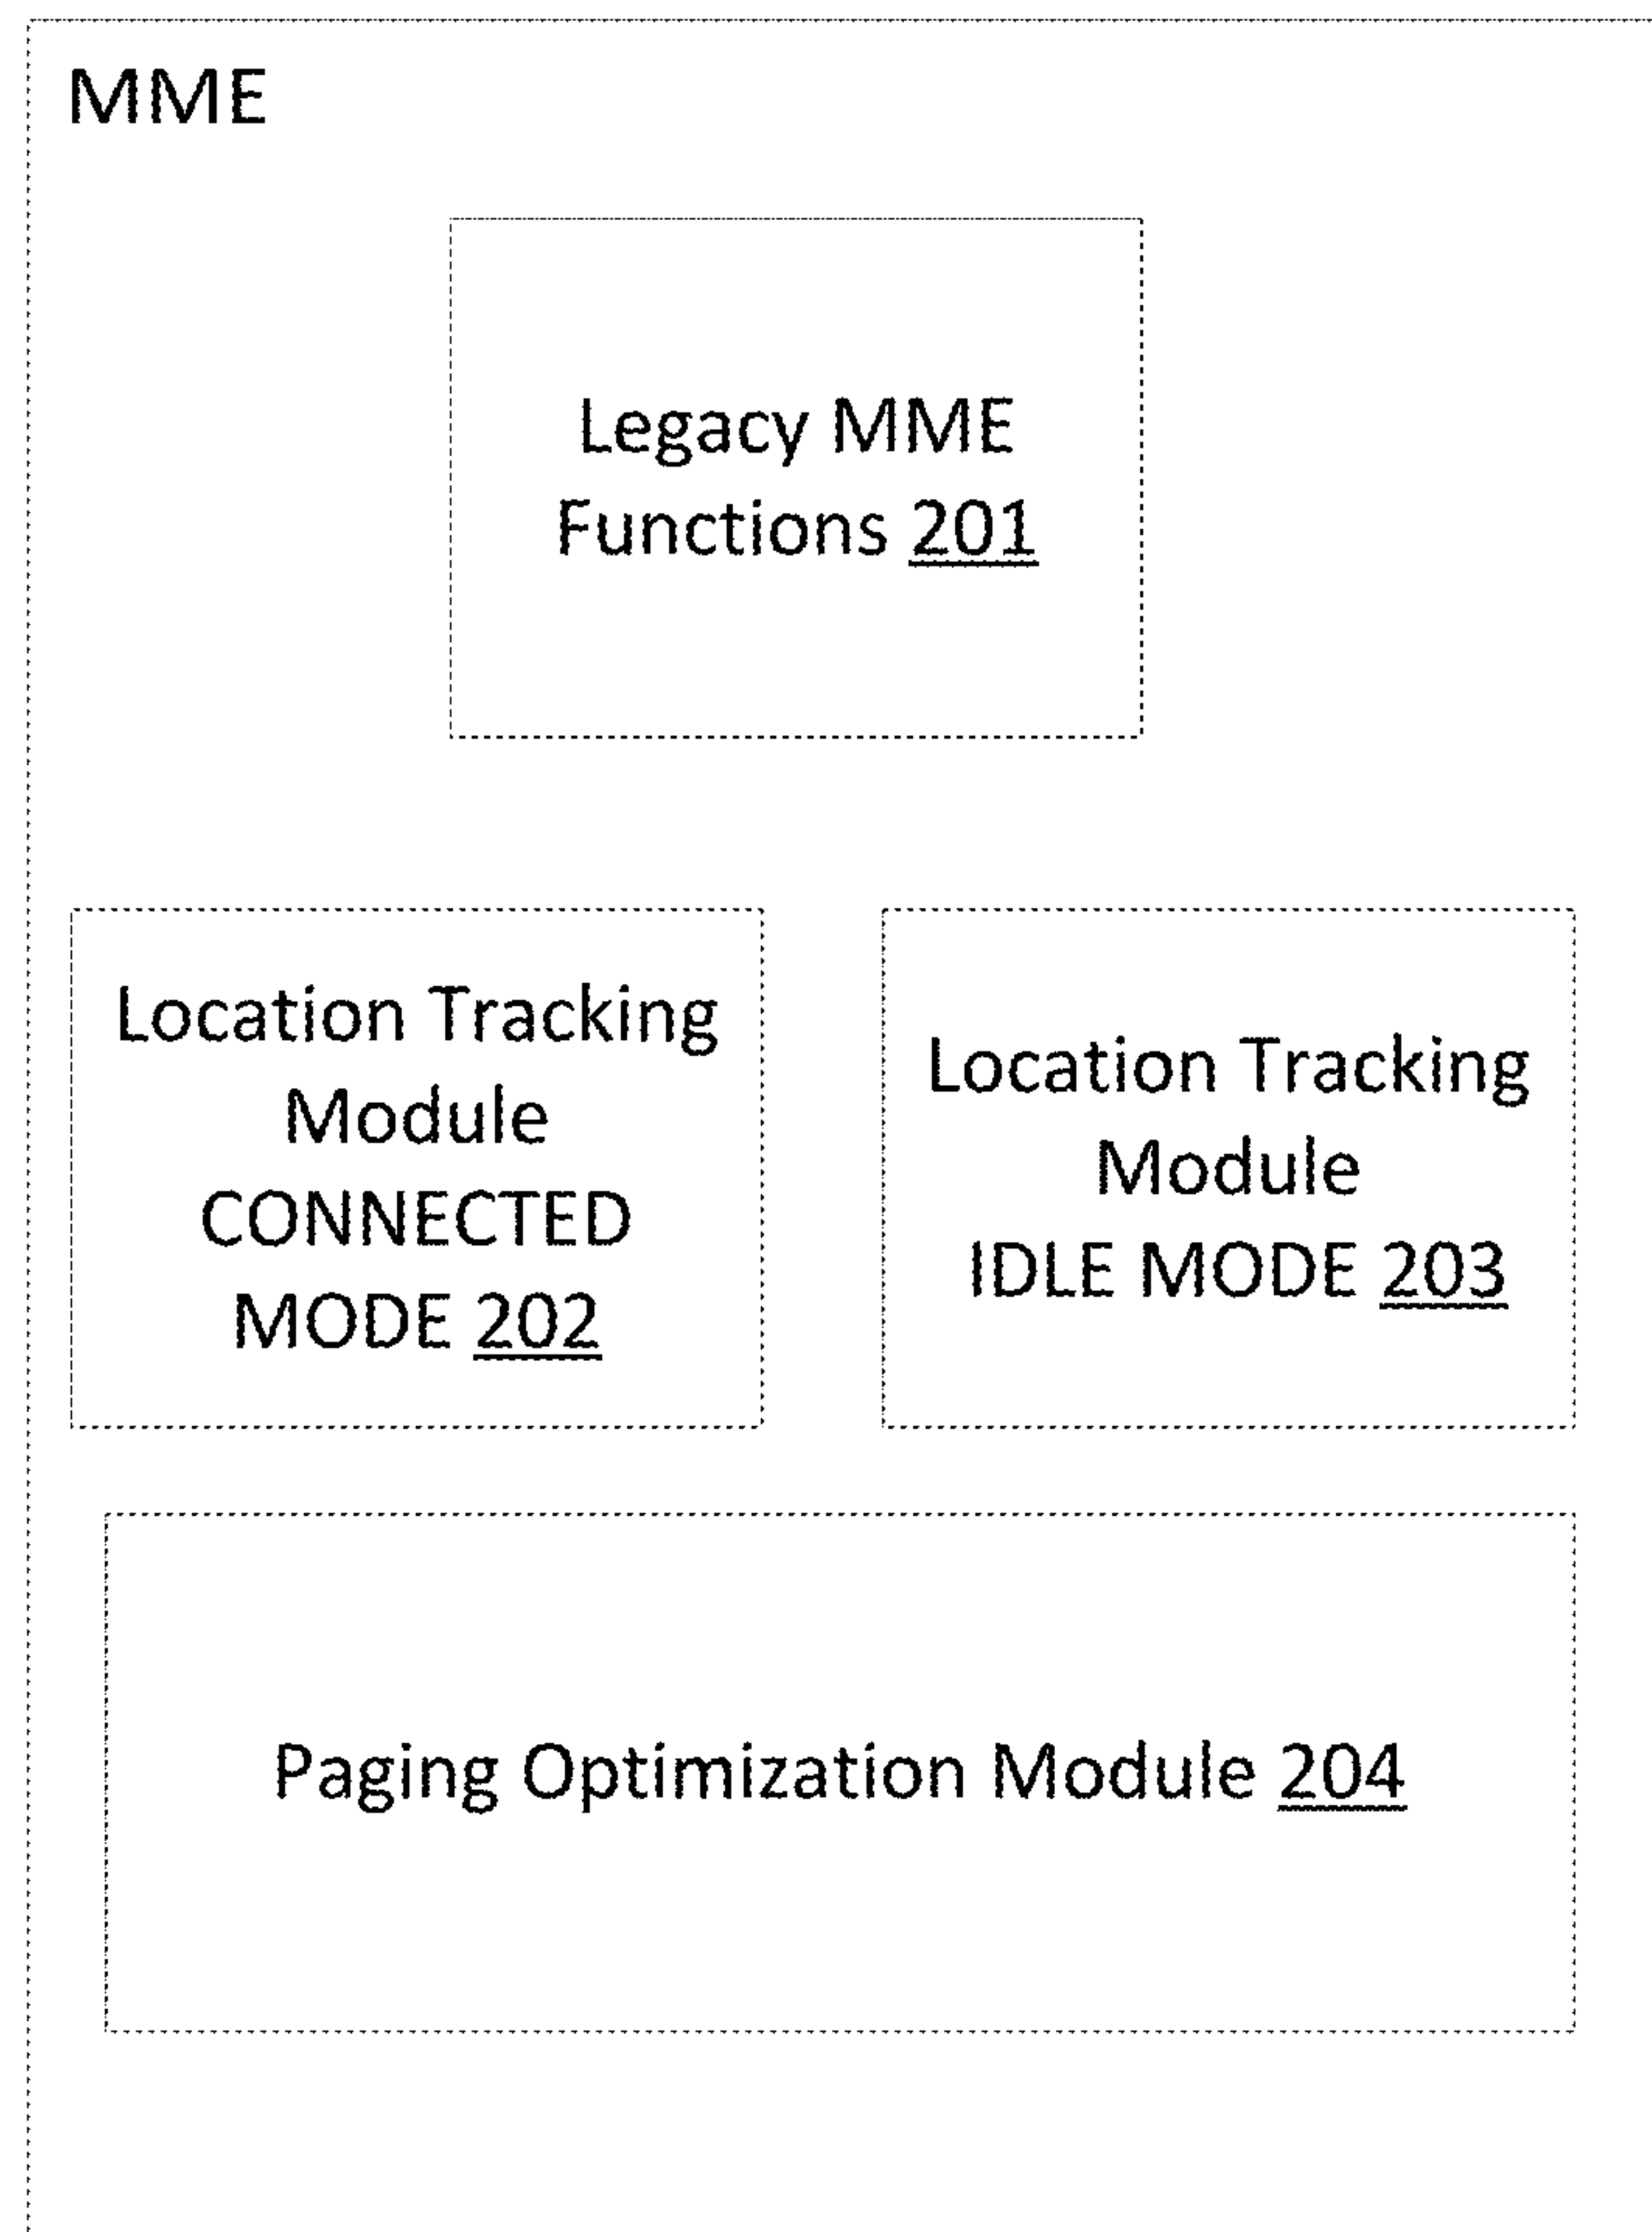 MME
Legacy MME
Functions 201
Location Tracking
Module
CONNECTED
MODE 202
Location Tracking
Module
IDLE MODE 203
Paging Optimization Module 204